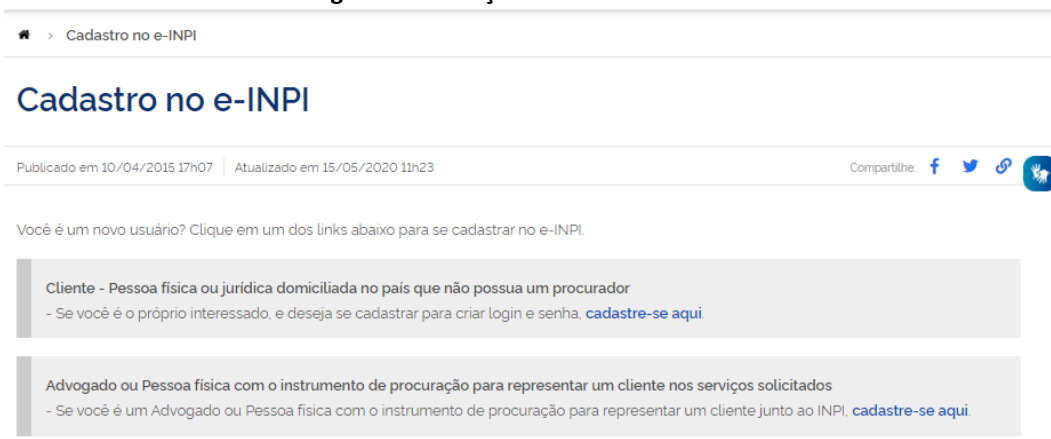 Cadastro no e-INPI
Cadastro no e-INPI
Publicado em 10/04/2015 17h07 Atualizado em 15/05/2020 11h23 Compartilhe:
Você é um novo usuário? Clique em um dos links abaixo para se cadastrar no e-INPI.
Cliente - Pessoa física ou jurídica domiciliada no país que não possua um procurador
- Se você é o próprio interessado, e deseja se cadastrar para criar login e senha, cadastre-se aqui.
Advogado ou Pessoa física com o instrumento de procuração para representar um cliente nos serviços solicitados
- Se você é um Advogado ou Pessoa física com o instrumento de procuração para representar um cliente junto ao INPI, cadastre-se aqui.